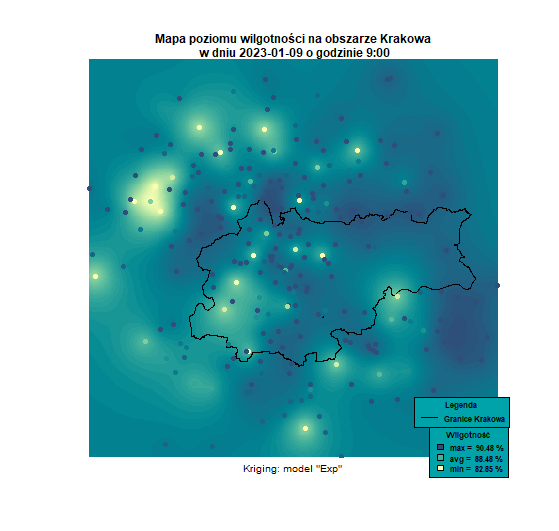 Mapa poziomu wilgotności na obszarze Krakowa
w dniu 2023-01-09 o godzinie 9:00
Legenda
Granice Krakowa
Wilgotność
max = 90.48 %
avg = 88.48 %
min = 82.85 %
Kriging: model "Exp"